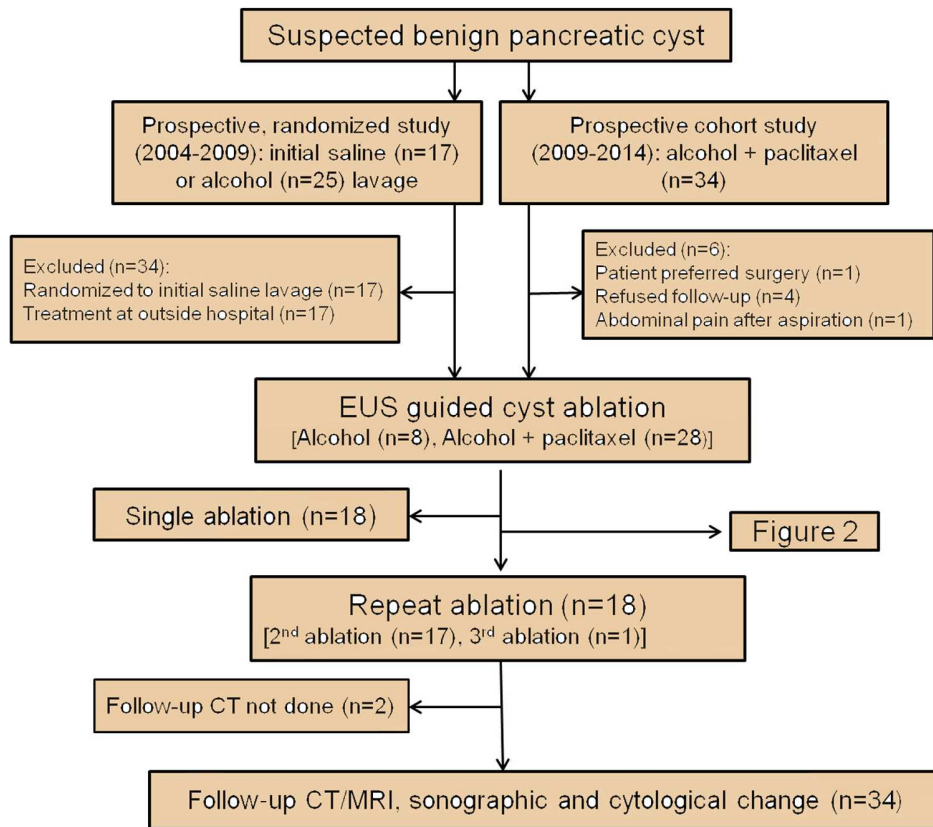 Suspected benign pancreatic cyst
Prospective, randomized study
(2004-2009): initial saline (n=17)
or alcohol (n=25) lavage
Prospective cohort study
(2009-2014): alcohol + paclitaxel
(n=34)
Excluded (n=34):
Randomized to initial saline lavage (n=17)
Treatment at outside hospital (n=17)
Excluded (n=6):
Patient preferred surgery (n=1)
Refused follow-up (n=4)
Abdominal pain after aspiration (n=1)
EUS guided cyst ablation
[Alcohol (n=8), Alcohol + paclitaxel (n=28)]
Single ablation (n=18)
Figure 2
Repeat ablation (n=18)
[2nd ablation (n=17), 3rd ablation (n=1)]
Follow-up CT not done (n=2)
Follow-up CT/MRI, sonographic and cytological change (n=34)